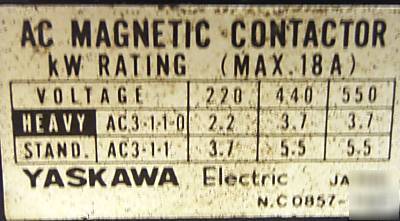 AC MAGNETIC CONTACTOR
kW RATING (MAX.18A)
VOLTAGE 220 440 550
HEAVY AC3-1-1-0 2.2 3.7 3.7
STAND. AC3-1-1 3.7 5.5 5.5
YASKAWA Electric JA
N.C0857-